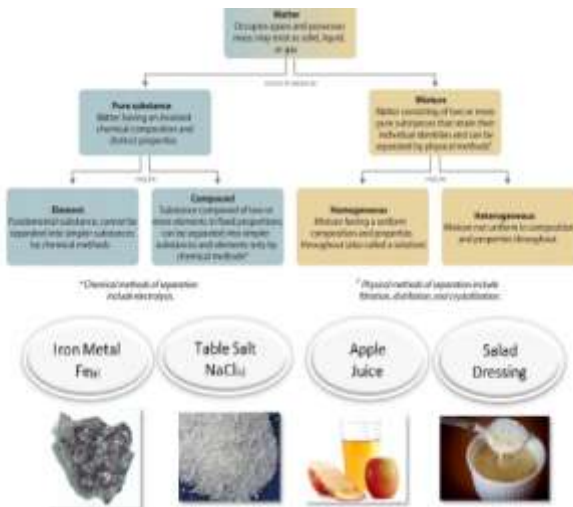 Matter
Occupies space and possesses
mass; may exist as solid, liquid,
or gas
Pure substance
Matter having an invariant
chemical composition and
distinct properties
Mixture
Matter consisting of two or more
pure substances that retain their
individual identities and can be
separated by physical methods†
Element
Fundamental substance; cannot be
separated into simpler substances
by chemical methods
Compound
Substance composed of two or
more elements in fixed proportions;
can be separated into simpler
substances and elements only by
chemical methods*
Homogeneous
Mixture having a uniform
composition and properties
throughout (also called a solution)
Heterogeneous
Mixture not uniform in composition
and properties throughout
*Chemical methods of separation
include electrolysis.
† Physical methods of separation include
filtration, distillation, and crystallization.
Iron Metal
Fe(s)
Table Salt
NaCl(s)
Apple
Juice
Salad
Dressing